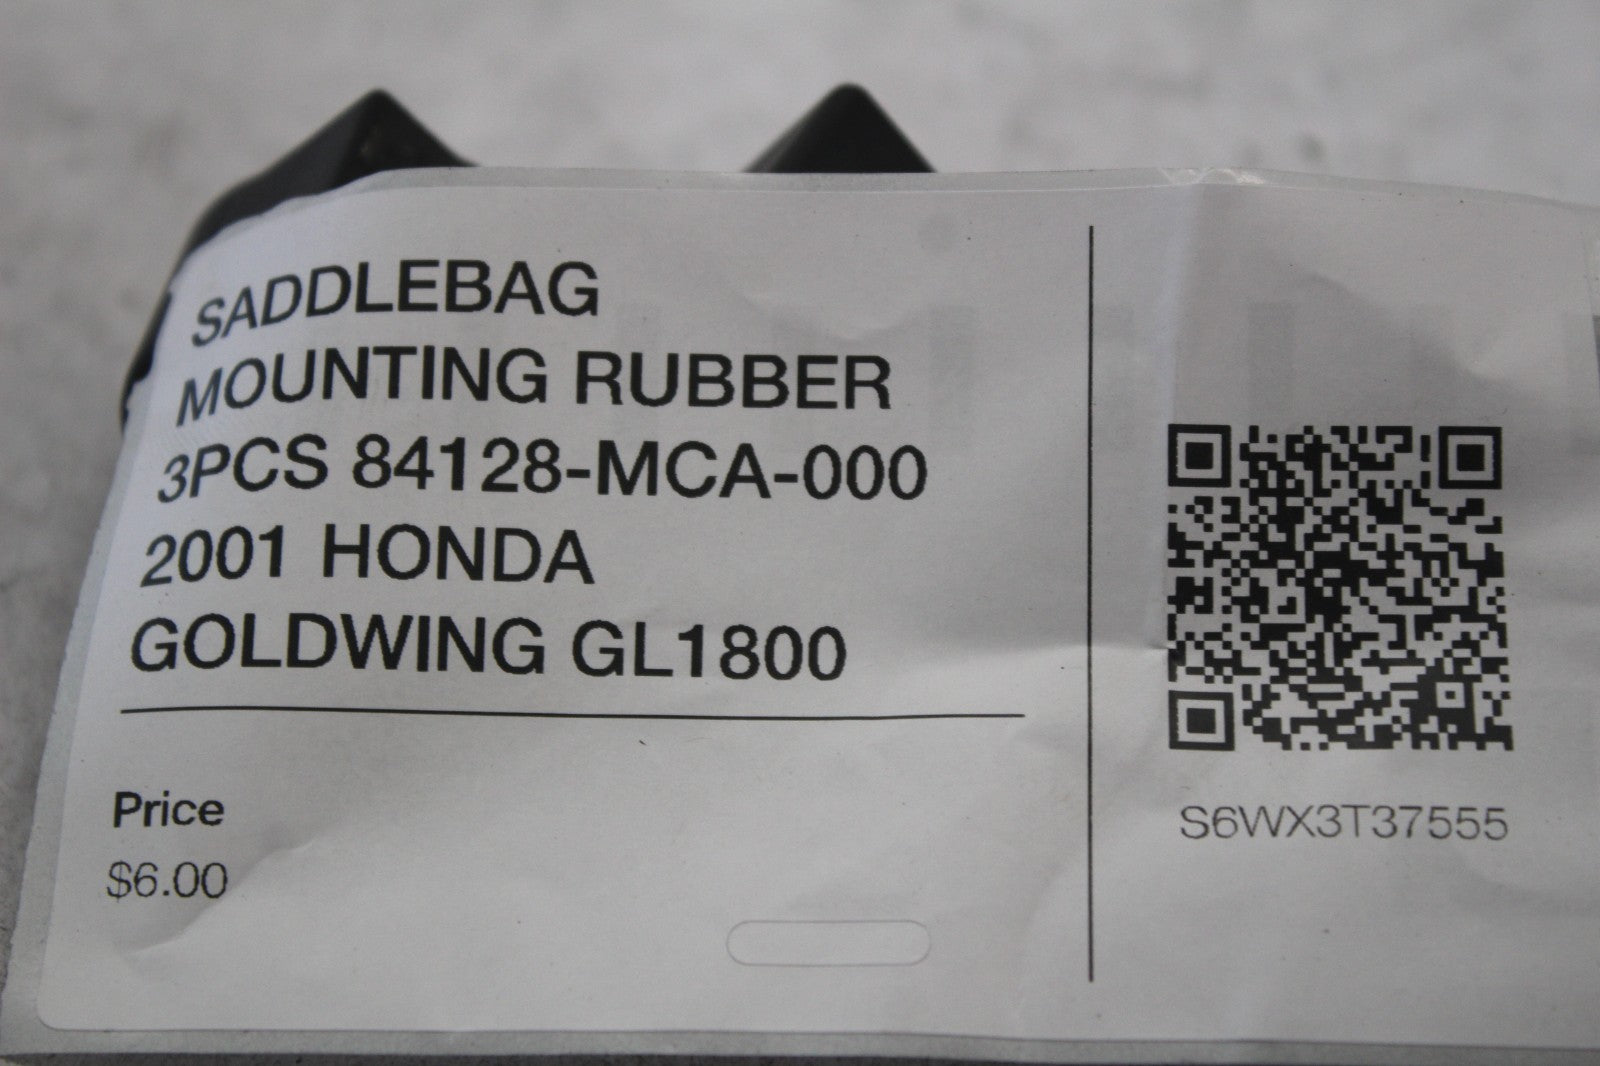 SADDLEBAG
MOUNTING RUBBER
3PCS 84128-MCA-000
2001 HONDA
GOLDWING GL1800
Price
$6.00
S6WX3T37555